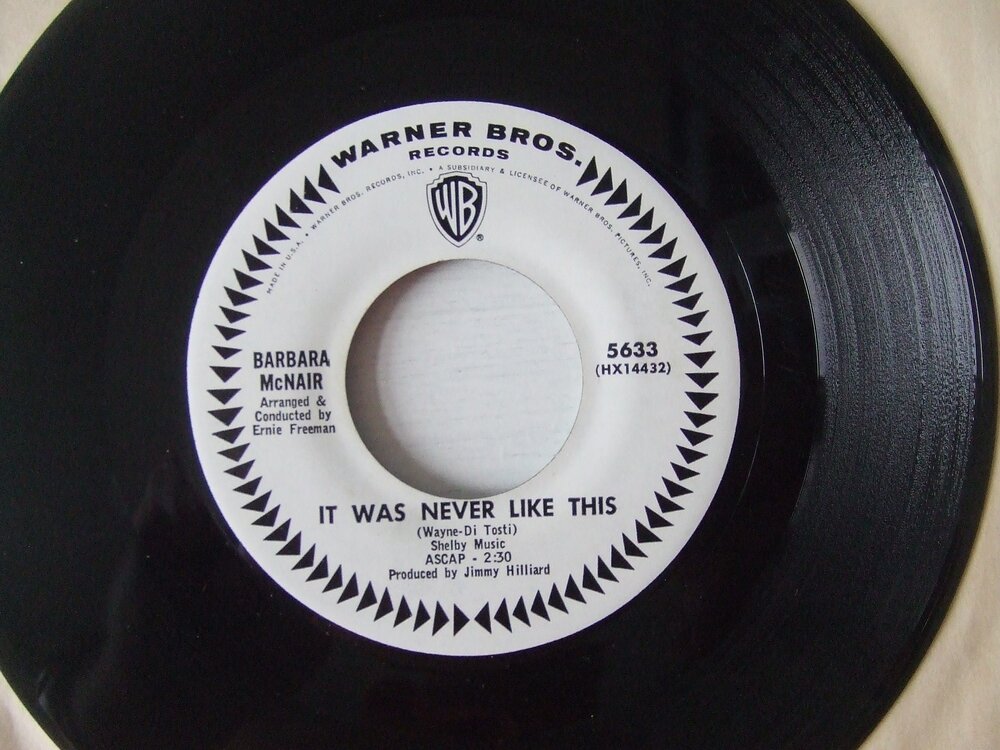 WARNER BROS.
RECORDS
MADE IN U.S.A. • WARNER BROS. RECORDS, INC. • A SUBSIDIARY & LICENSEE OF WARNER BROS. PICTURES, INC.
WB
®
BARBARA
McNAIR
Arranged &
Conducted by
Ernie Freeman
5633
(HX14432)
IT WAS NEVER LIKE THIS
(Wayne-Di Tosti)
Shelby Music
ASCAP - 2:30
Produced by Jimmy Hilliard